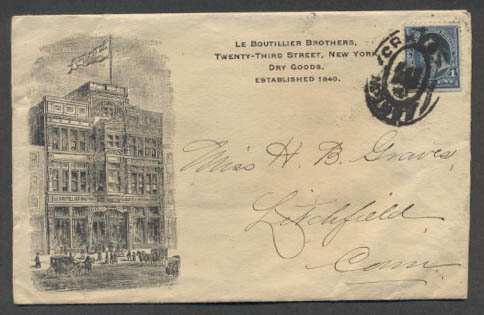 Le Boutillier Brothers,
Twenty-Third Street, New York
Dry Goods.
Established 1840.
Miss H. B. Graves
Litchfield
Conn.